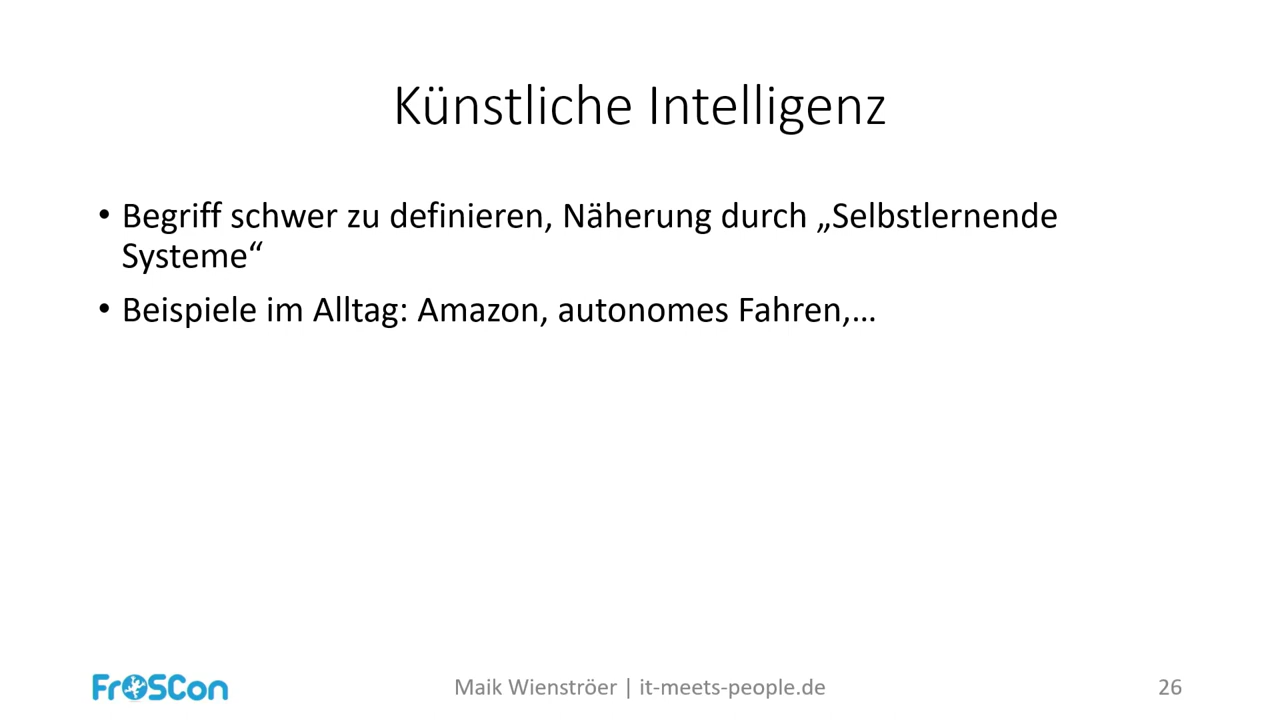 Künstliche Intelligenz
• Begriff schwer zu definieren, Näherung durch „Selbstlernende
Systeme“
• Beispiele im Alltag: Amazon, autonomes Fahren,...
FrOSCon
Maik Wienströer | it-meets-people.de
26